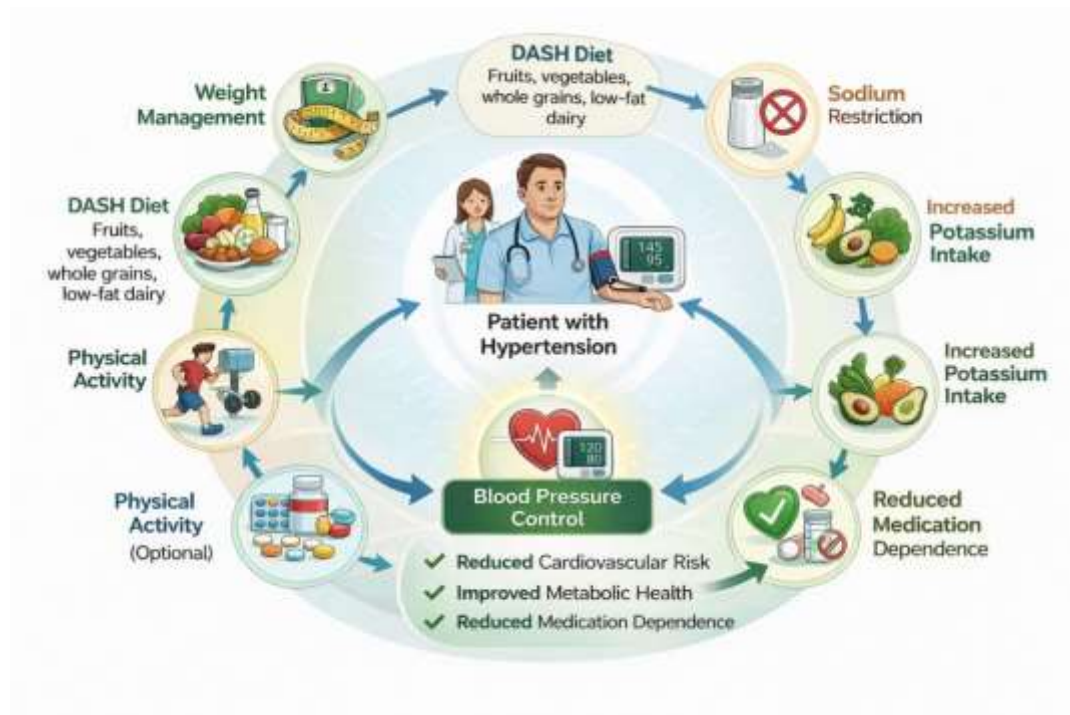 DASH Diet
Fruits, vegetables,
whole grains, low-fat
dairy
Weight
Management
Sodium
Restriction
DASH Diet
Fruits,
vegetables,
whole grains,
low-fat dairy
145
95
Increased
Potassium
Intake
Patient with
Hypertension
Physical
Activity
Increased
Potassium
Intake
120
80
Blood Pressure
Control
Physical
Activity
(Optional)
Reduced
Medication
Dependence
✓ Reduced Cardiovascular Risk
✓ Improved Metabolic Health
✓ Reduced Medication Dependence